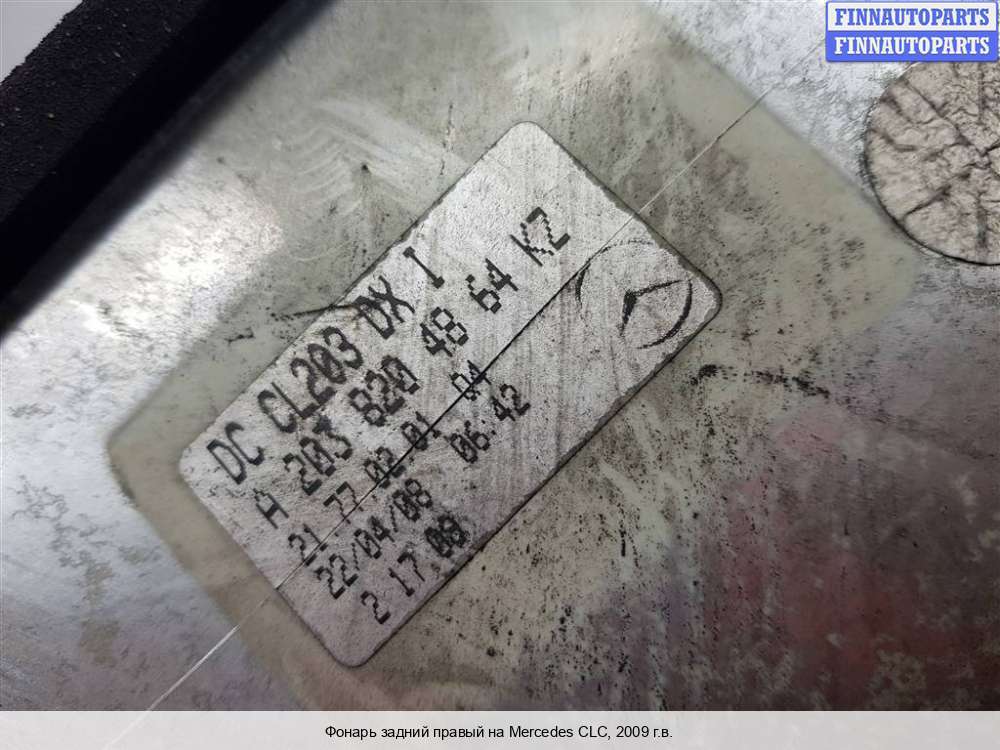 FINNAUTOPARTS
FINNAUTOPARTS
DC CL203 DX I
A 203 820 48 64 KZ
21 77 02 01 04
22/04/08 06:42
2 17 08
Фонарь задний правый на Mercedes CLC, 2009 г.в.